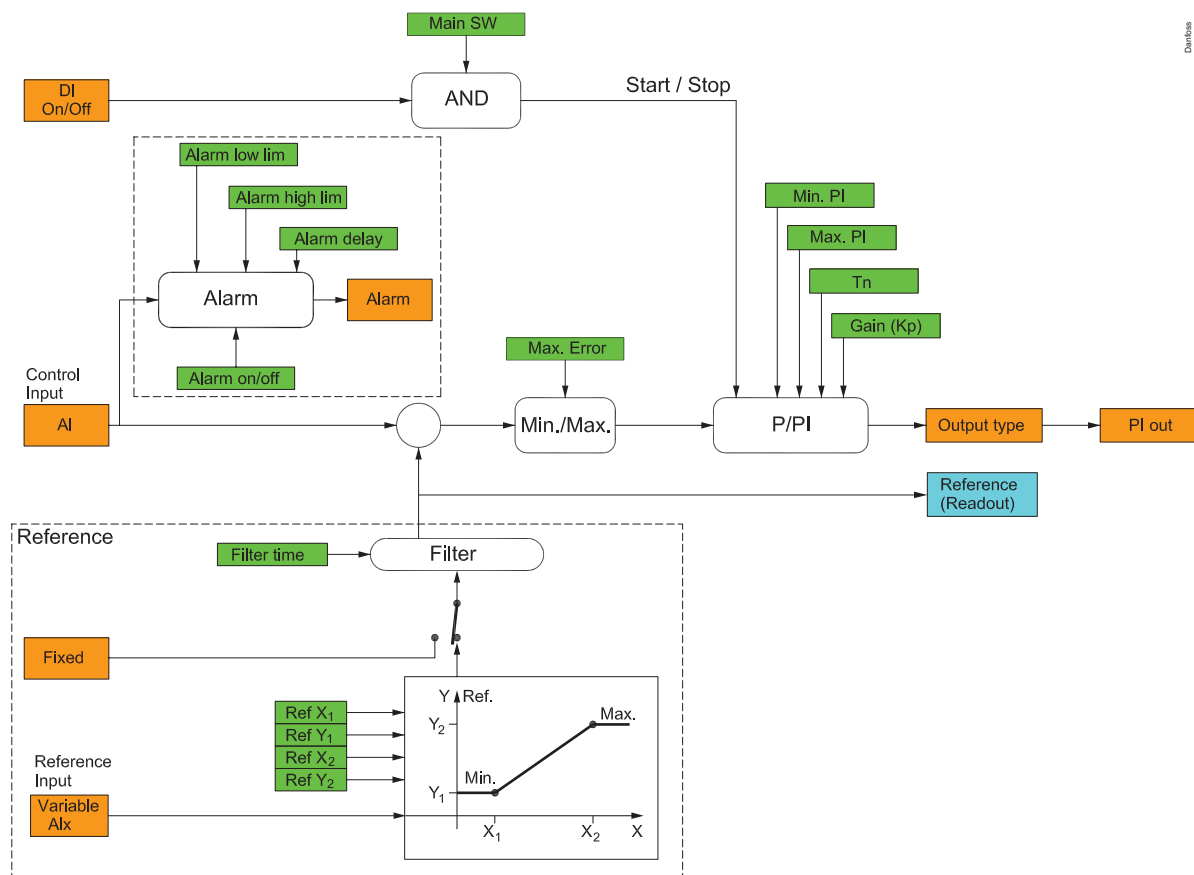 Main SW
Danfoss
DI
On/Off
AND
Start / Stop
Alarm low lim
Alarm high lim
Alarm delay
Alarm
Alarm
Alarm on/off
Min. PI
Max. PI
Tn
Gain (Kp)
Max. Error
Control
Input
AI
Min./Max.
P/PI
Output type
PI out
Reference
(Readout)
Reference
Filter time
Filter
Fixed
Ref X₁
Ref Y₁
Ref X₂
Ref Y₂
Y Ref.
Y₂
Max.
Min.
Y₁
X₁
X₂
X
Reference
Input
Variable
AIx